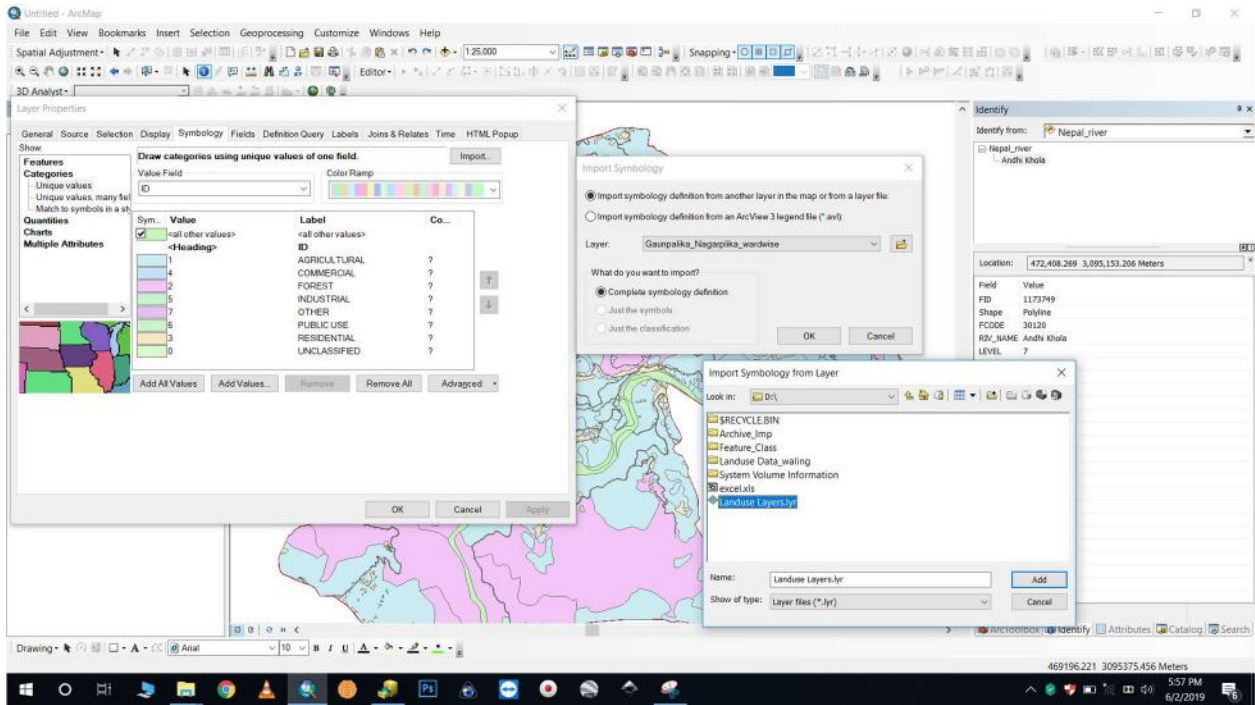 Untitled - ArcMap
File Edit View Bookmarks Insert Selection Geoprocessing Customize Windows Help
Spatial Adjustment 1:25,000 Snapping
Editor
3D Analyst
Layer Properties
General Source Selection Display Symbology Fields Definition Query Labels Joins & Relates Time HTML Popup
Show:
Features
Categories
Unique values
Unique values, many fiel
Match to symbols in a st
Quantities
Charts
Multiple Attributes
Draw categories using unique values of one field.
Import...
Value Field
Color Ramp
ID
Sym... Value Label Co...
<all other values> <all other values>
<Heading> ID
1 AGRICULTURAL ?
4 COMMERCIAL ?
2 FOREST ?
5 INDUSTRIAL ?
7 OTHER ?
6 PUBLIC USE ?
3 RESIDENTIAL ?
0 UNCLASSIFIED ?
Add All Values Add Values... Remove Remove All Advanced
OK Cancel Apply
Import Symbology
Import symbology definition from another layer in the map or from a layer file:
Import symbology definition from an ArcView 3 legend file (*.avl):
Layer: Gaunpalika_Nagarplika_wardwise
What do you want to import?
Complete symbology definition
Just the symbols
Just the classification
OK Cancel
Import Symbology from Layer
Look in: D:\
$RECYCLE.BIN
Archive_Imp
Feature_Class
Landuse Data_waling
System Volume Information
excel.xls
Landuse Layers.lyr
Name: Landuse Layers.lyr Add
Show of type: Layer files (*.lyr) Cancel
Identify
Identify from: Nepal_river
Nepal_river
Andhi Khola
Location: 472,408.269 3,095,153.206 Meters
Field Value
FID 1173749
Shape Polyline
FCODE 30120
RIV_NAME Andhi Khola
LEVEL 7
ArcToolbox Identify Attributes Catalog Search
Drawing Arial 10 B I U A
469196.221 3095375.456 Meters
Ps
5:57 PM
6/2/2019
6